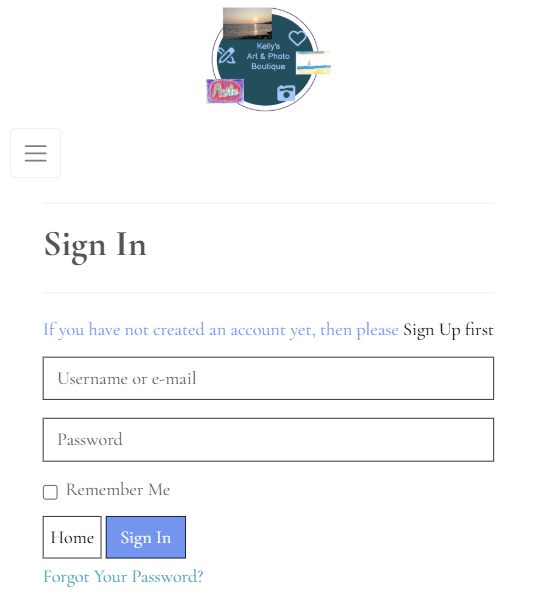 Kelly's
Art & Photo
Boutique
Sign In
If you have not created an account yet, then please Sign Up first
Username or e-mail
Password
Remember Me
Home Sign In
Forgot Your Password?